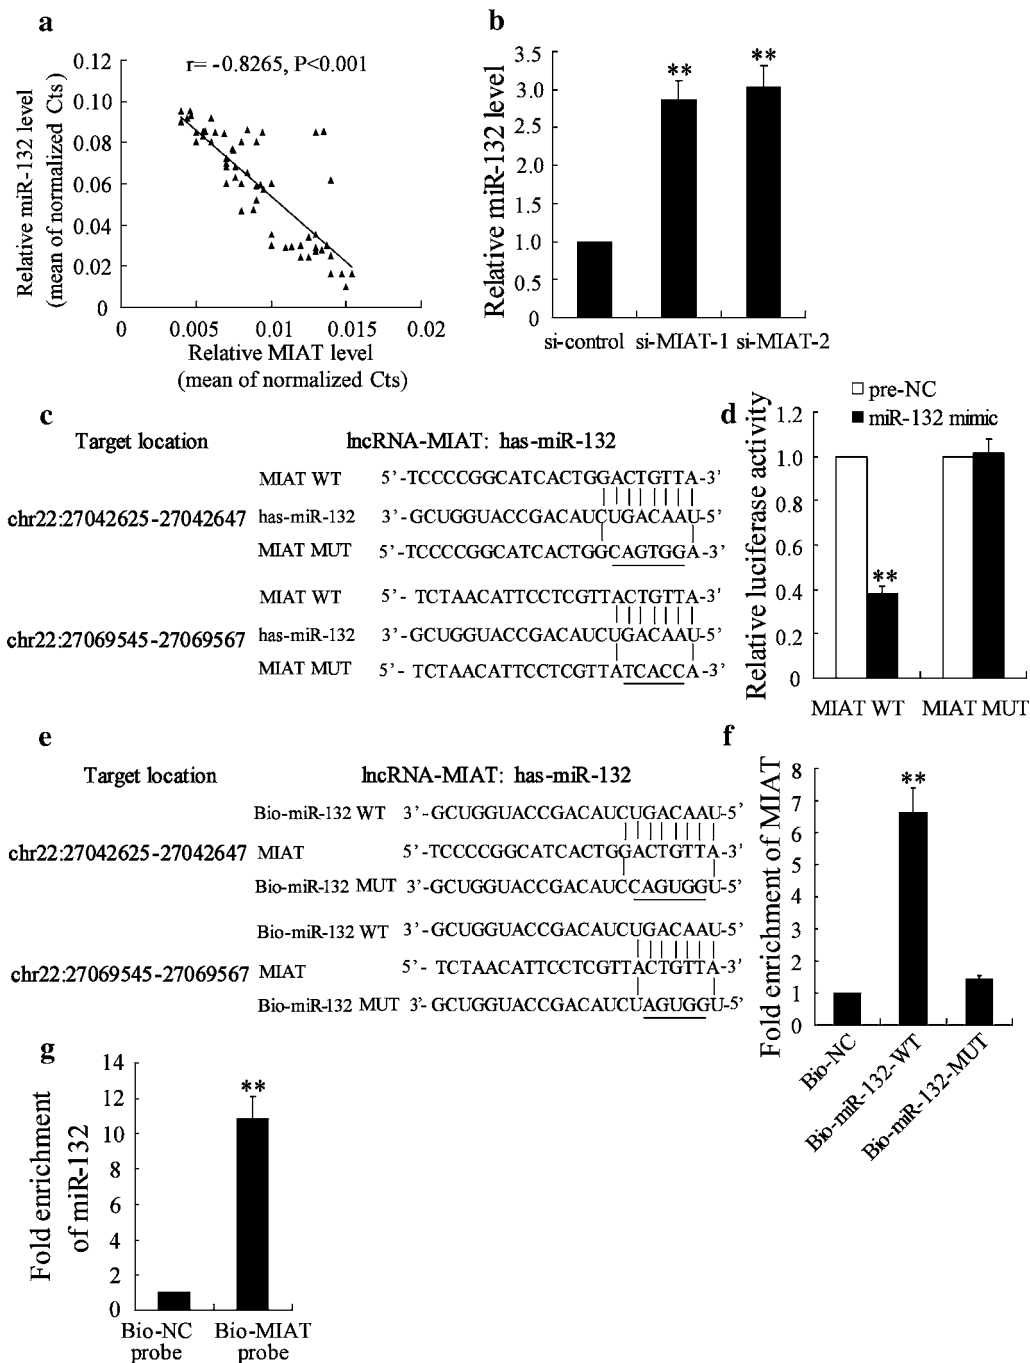 a
r= -0.8265, P<0.001
Relative miR-132 level
(mean of normalized Cts)
0.12
0.10
0.08
0.06
0.04
0.02
0
0 0.005 0.01 0.015 0.02
Relative MIAT level
(mean of normalized Cts)
b
Relative miR-132 level
3.5
3.0
2.5
2.0
1.5
1.0
0.5
0
** **
si-control si-MIAT-1 si-MIAT-2
c
Target location lncRNA-MIAT: has-miR-132
MIAT WT 5'-TCCCCGGCATCACTGGACTGTTA-3'
chr22:27042625-27042647 has-miR-132 3'-GCUGGUACCGACAUCUGACAAU-5'
MIAT MUT 5'-TCCCCGGCATCACTGGCAGTGGA-3'
MIAT WT 5'- TCTAACATTCCTCGTTACTGTTA-3'
chr22:27069545-27069567 has-miR-132 3'-GCUGGUACCGACAUCUGACAAU-5'
MIAT MUT 5'- TCTAACATTCCTCGTTATCACCA-3'
d
pre-NC
miR-132 mimic
Relative luciferase activity
1.2
1.0
0.8
0.6
0.4
0.2
0
**
MIAT WT MIAT MUT
e
Target location lncRNA-MIAT: has-miR-132
Bio-miR-132 WT 3'-GCUGGUACCGACAUCUGACAAU-5'
chr22:27042625-27042647 MIAT 5'-TCCCCGGCATCACTGGACTGTTA-3'
Bio-miR-132 MUT 3'-GCUGGUACCGACAUCCAGUGGU-5'
Bio-miR-132 WT 3'-GCUGGUACCGACAUCUGACAAU-5'
chr22:27069545-27069567 MIAT 5'- TCTAACATTCCTCGTTACTGTTA-3'
Bio-miR-132 MUT 3'-GCUGGUACCGACAUCUAGUGGU-5'
f
Fold enrichment of MIAT
8
7
6
5
4
3
2
1
0
**
Bio-NC
Bio-miR-132-WT
Bio-miR-132-MUT
g
Fold enrichment
of miR-132
14
12
10
8
6
4
2
0
**
Bio-NC Bio-MIAT
probe probe